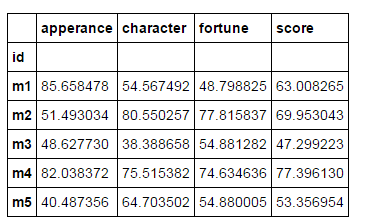 apperance character fortune score
id
m1 85.658478 54.567492 48.798825 63.008265
m2 51.493034 80.550257 77.815837 69.953043
m3 48.627730 38.388658 54.881282 47.299223
m4 82.038372 75.515382 74.634636 77.396130
m5 40.487356 64.703502 54.880005 53.356954